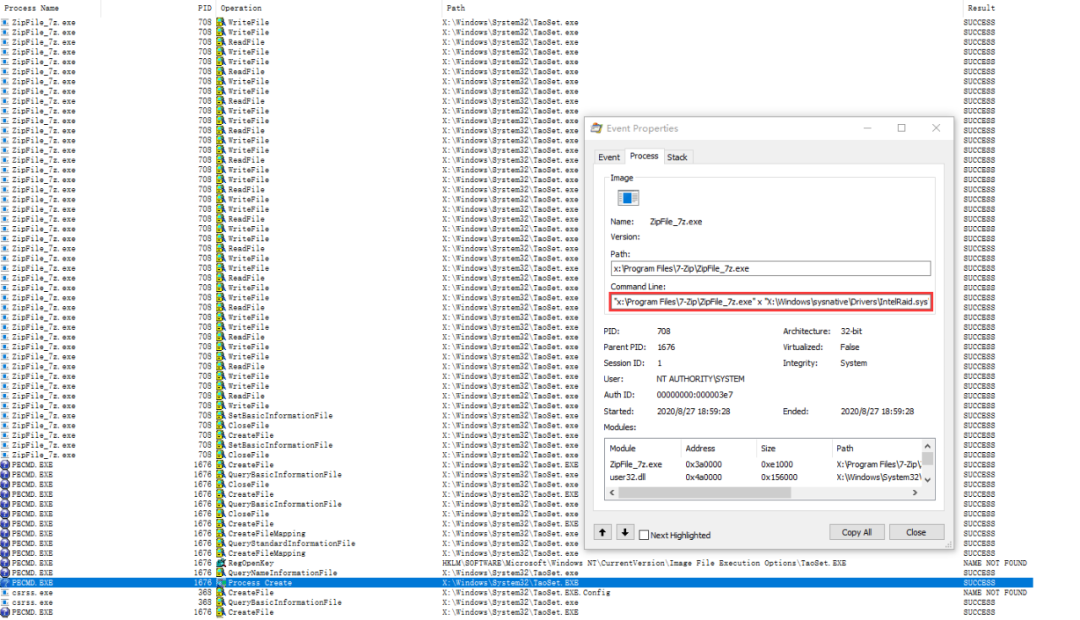 Process Name PID Operation Path Result
ZipFile_7z.exe 708 WriteFile X:\Windows\System32\TaoSet.exe SUCCESS
ZipFile_7z.exe 708 WriteFile X:\Windows\System32\TaoSet.exe SUCCESS
ZipFile_7z.exe 708 ReadFile X:\Windows\System32\TaoSet.exe SUCCESS
ZipFile_7z.exe 708 WriteFile X:\Windows\System32\TaoSet.exe SUCCESS
ZipFile_7z.exe 708 WriteFile X:\Windows\System32\TaoSet.exe SUCCESS
ZipFile_7z.exe 708 ReadFile X:\Windows\System32\TaoSet.exe SUCCESS
ZipFile_7z.exe 708 WriteFile X:\Windows\System32\TaoSet.exe SUCCESS
ZipFile_7z.exe 708 WriteFile X:\Windows\System32\TaoSet.exe SUCCESS
ZipFile_7z.exe 708 ReadFile X:\Windows\System32\TaoSet.exe SUCCESS
ZipFile_7z.exe 708 WriteFile X:\Windows\System32\TaoSet.exe SUCCESS
ZipFile_7z.exe 708 WriteFile X:\Windows\System32\TaoSet.exe SUCCESS
ZipFile_7z.exe 708 ReadFile X:\Windows\System32\TaoSet.exe SUCCESS
ZipFile_7z.exe 708 WriteFile X:\Windows\System32\TaoSet.exe SUCCESS
ZipFile_7z.exe 708 WriteFile X:\Windows\System32\TaoSet.exe SUCCESS
ZipFile_7z.exe 708 ReadFile X:\Windows\System32\TaoSet.exe SUCCESS
ZipFile_7z.exe 708 WriteFile X:\Windows\System32\TaoSet.exe SUCCESS
ZipFile_7z.exe 708 WriteFile X:\Windows\System32\TaoSet.exe SUCCESS
ZipFile_7z.exe 708 ReadFile X:\Windows\System32\TaoSet.exe SUCCESS
ZipFile_7z.exe 708 WriteFile X:\Windows\System32\TaoSet.exe SUCCESS
ZipFile_7z.exe 708 WriteFile X:\Windows\System32\TaoSet.exe SUCCESS
ZipFile_7z.exe 708 ReadFile X:\Windows\System32\TaoSet.exe SUCCESS
ZipFile_7z.exe 708 WriteFile X:\Windows\System32\TaoSet.exe SUCCESS
ZipFile_7z.exe 708 WriteFile X:\Windows\System32\TaoSet.exe SUCCESS
ZipFile_7z.exe 708 ReadFile X:\Windows\System32\TaoSet.exe SUCCESS
ZipFile_7z.exe 708 WriteFile X:\Windows\System32\TaoSet.exe SUCCESS
ZipFile_7z.exe 708 WriteFile X:\Windows\System32\TaoSet.exe SUCCESS
ZipFile_7z.exe 708 ReadFile X:\Windows\System32\TaoSet.exe SUCCESS
ZipFile_7z.exe 708 WriteFile X:\Windows\System32\TaoSet.exe SUCCESS
ZipFile_7z.exe 708 WriteFile X:\Windows\System32\TaoSet.exe SUCCESS
ZipFile_7z.exe 708 ReadFile X:\Windows\System32\TaoSet.exe SUCCESS
ZipFile_7z.exe 708 WriteFile X:\Windows\System32\TaoSet.exe SUCCESS
ZipFile_7z.exe 708 WriteFile X:\Windows\System32\TaoSet.exe SUCCESS
ZipFile_7z.exe 708 ReadFile X:\Windows\System32\TaoSet.exe SUCCESS
ZipFile_7z.exe 708 WriteFile X:\Windows\System32\TaoSet.exe SUCCESS
ZipFile_7z.exe 708 WriteFile X:\Windows\System32\TaoSet.exe SUCCESS
ZipFile_7z.exe 708 ReadFile X:\Windows\System32\TaoSet.exe SUCCESS
ZipFile_7z.exe 708 WriteFile X:\Windows\System32\TaoSet.exe SUCCESS
ZipFile_7z.exe 708 WriteFile X:\Windows\System32\TaoSet.exe SUCCESS
ZipFile_7z.exe 708 ReadFile X:\Windows\System32\TaoSet.exe SUCCESS
ZipFile_7z.exe 708 WriteFile X:\Windows\System32\TaoSet.exe SUCCESS
ZipFile_7z.exe 708 SetBasicInformationFile X:\Windows\System32\TaoSet.exe SUCCESS
ZipFile_7z.exe 708 CloseFile X:\Windows\System32\TaoSet.exe SUCCESS
ZipFile_7z.exe 708 CreateFile X:\Windows\System32\TaoSet.exe SUCCESS
ZipFile_7z.exe 708 SetBasicInformationFile X:\Windows\System32\TaoSet.exe SUCCESS
ZipFile_7z.exe 708 CloseFile X:\Windows\System32\TaoSet.exe SUCCESS
PECMD.EXE 1676 CreateFile X:\Windows\System32\TaoSet.exe SUCCESS
PECMD.EXE 1676 QueryBasicInformationFile X:\Windows\System32\TaoSet.exe SUCCESS
PECMD.EXE 1676 CloseFile X:\Windows\System32\TaoSet.exe SUCCESS
PECMD.EXE 1676 CreateFile X:\Windows\System32\TaoSet.EXE SUCCESS
PECMD.EXE 1676 QueryBasicInformationFile X:\Windows\System32\TaoSet.exe SUCCESS
PECMD.EXE 1676 CloseFile X:\Windows\System32\TaoSet.exe SUCCESS
PECMD.EXE 1676 CreateFile X:\Windows\System32\TaoSet.EXE SUCCESS
PECMD.EXE 1676 CreateFileMapping X:\Windows\System32\TaoSet.exe SUCCESS
PECMD.EXE 1676 QueryStandardInformationFile X:\Windows\System32\TaoSet.exe SUCCESS
PECMD.EXE 1676 CreateFileMapping X:\Windows\System32\TaoSet.exe SUCCESS
PECMD.EXE 1676 RegOpenKey HKLM\SOFTWARE\Microsoft\Windows NT\CurrentVersion\Image File Execution Options\TaoSet.EXE NAME NOT FOUND
PECMD.EXE 1676 QueryNameInformationFile X:\Windows\System32\TaoSet.exe SUCCESS
PECMD.EXE 1676 Process Create X:\Windows\System32\TaoSet.EXE SUCCESS
csrss.exe 368 CreateFile X:\Windows\System32\TaoSet.EXE.Config NAME NOT FOUND
csrss.exe 368 QueryBasicInformationFile X:\Windows\System32\TaoSet.exe SUCCESS
PECMD.EXE 1676 CreateFile X:\Windows\System32\TaoSet.EXE SUCCESS
Event Properties
Event Process Stack
Image
Name: ZipFile_7z.exe
Version:
Path:
x:\Program Files\7-Zip\ZipFile_7z.exe
Command Line:
"x:\Program Files\7-Zip\ZipFile_7z.exe" x "X:\Windows\sysnative\Drivers\IntelRaid.sys"
PID: 708 Architecture: 32-bit
Parent PID: 1676 Virtualized: False
Session ID: 1 Integrity: System
User: NT AUTHORITY\SYSTEM
Auth ID: 00000000:000003e7
Started: 2020/8/27 18:59:28 Ended: 2020/8/27 18:59:28
Modules:
Module Address Size Path
ZipFile_7z.exe 0x3a0000 0xe1000 X:\Program Files\7-Zip\
user32.dll 0x4a0000 0x156000 X:\Windows\System32\
Next Highlighted Copy All Close